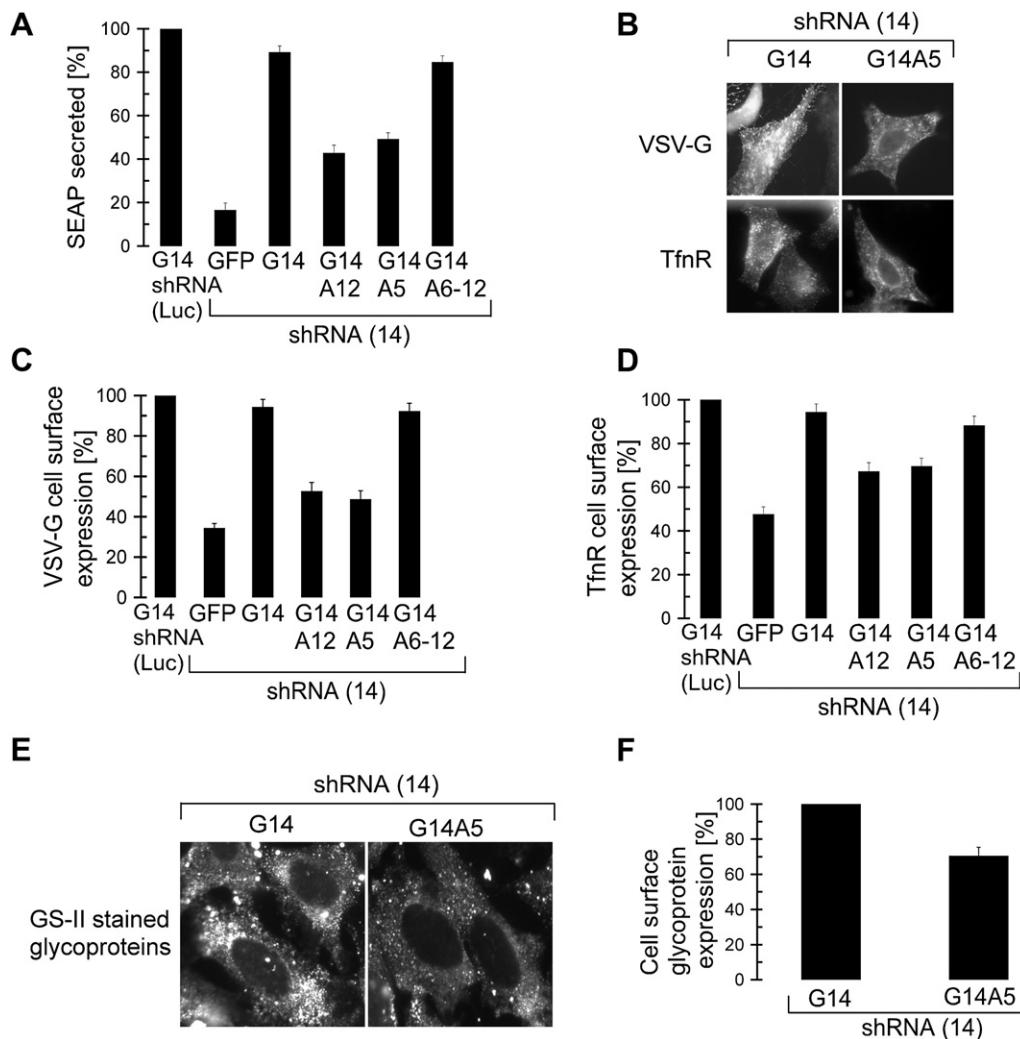 A
SEAP secreted [%]
100
80
60
40
20
0
G14 GFP G14 G14 G14 G14
shRNA A12 A5 A6-12
(Luc)
shRNA (14)
B
shRNA (14)
G14 G14A5
VSV-G
TfnR
C
VSV-G cell surface
expression [%]
100
80
60
40
20
0
G14 GFP G14 G14 G14 G14
shRNA A12 A5 A6-12
(Luc)
shRNA (14)
D
TfnR cell surface
expression [%]
100
80
60
40
20
0
G14 GFP G14 G14 G14 G14
shRNA A12 A5 A6-12
(Luc)
shRNA (14)
E
shRNA (14)
G14 G14A5
GS-II stained
glycoproteins
F
Cell surface
glycoprotein
expression [%]
100
80
60
40
20
0
G14 G14A5
shRNA (14)